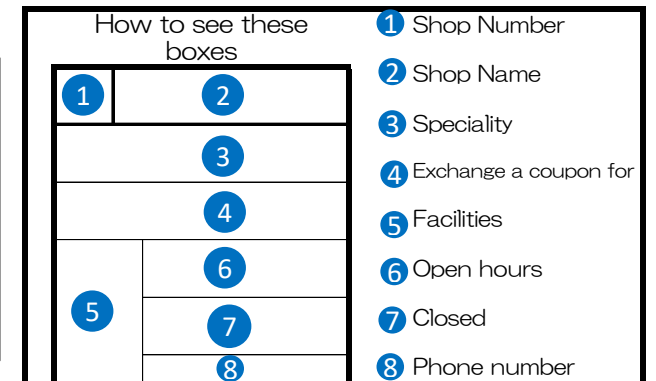 How to see these
boxes
1 2
3
4
5 6
7
8
1 Shop Number
2 Shop Name
3 Speciality
4 Exchange a coupon for
5 Facilities
6 Open hours
7 Closed
8 Phone number